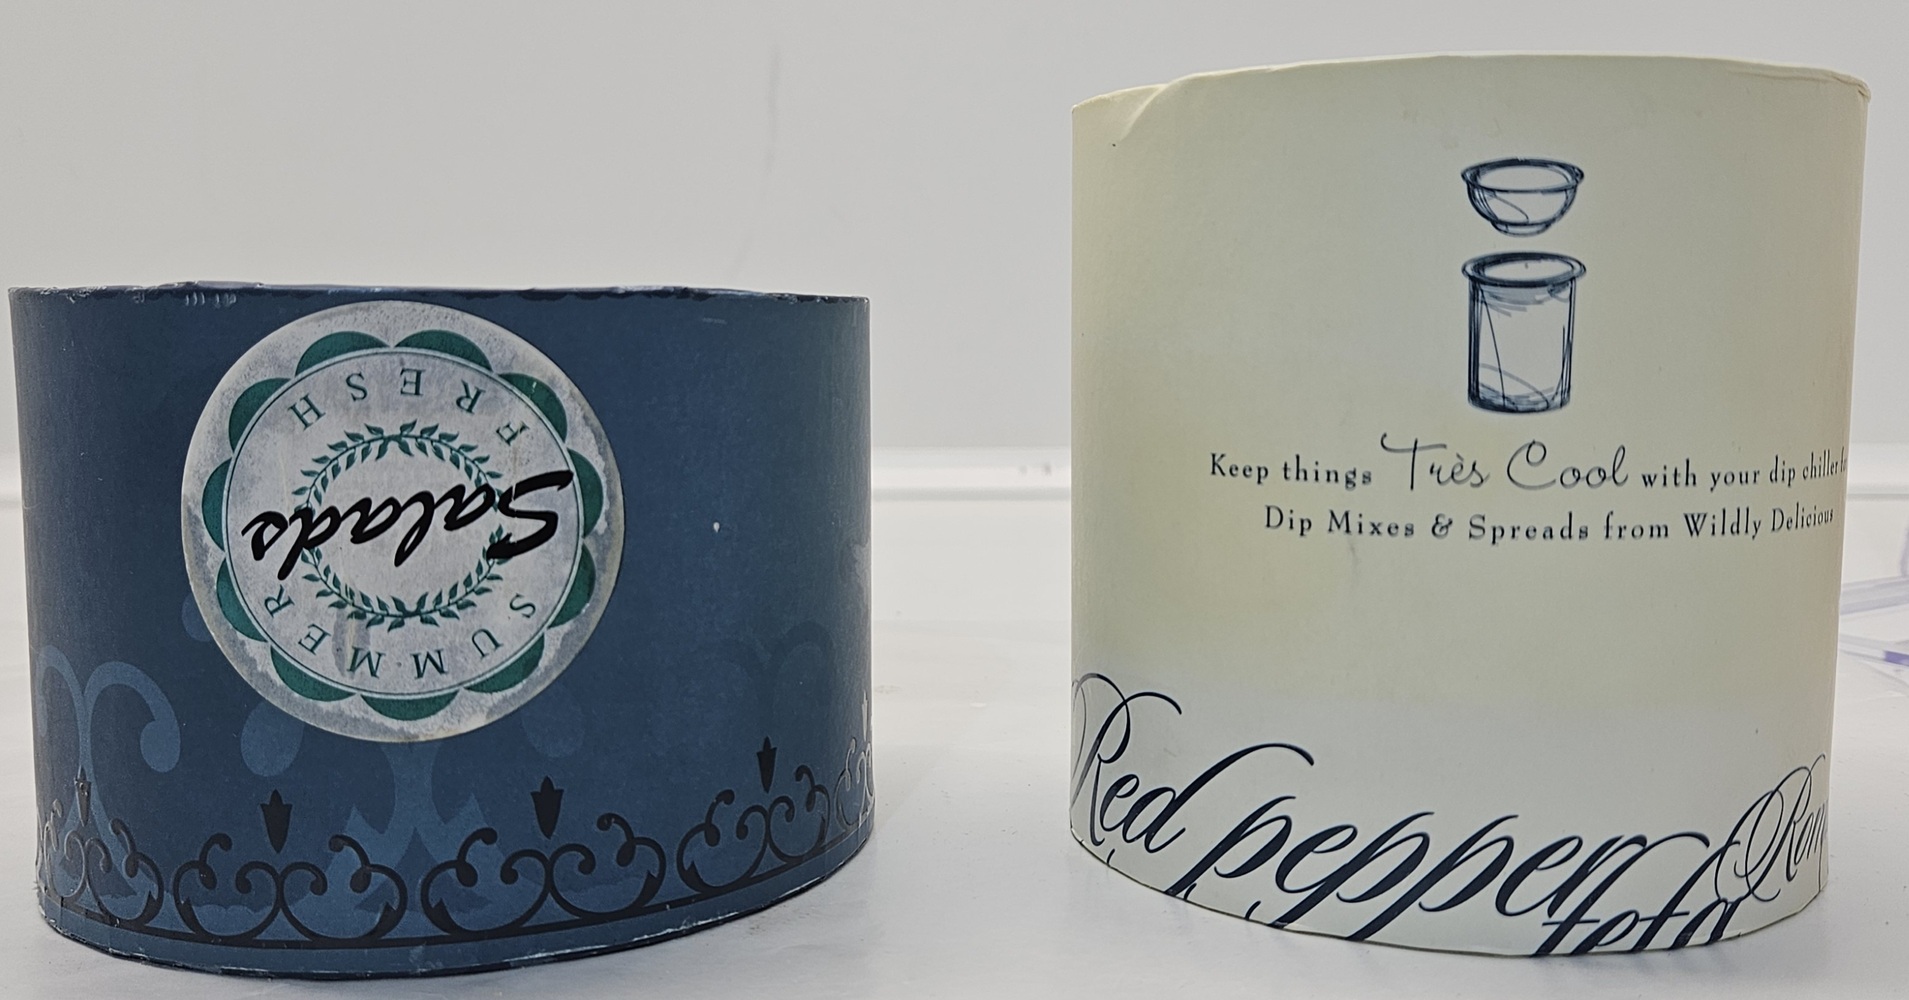 SUMMER
FRESH
Salads
Keep things Très Cool with your dip chiller
Dip Mixes & Spreads from Wildly Delicious
Red pepper
feta